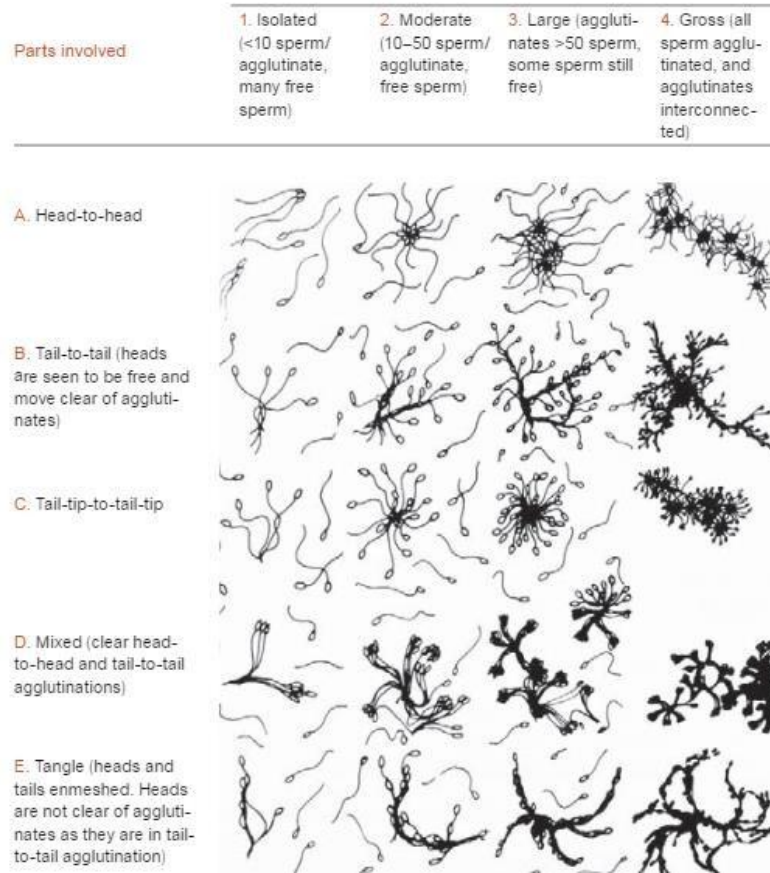 Parts involved
1. Isolated
(<10 sperm/
agglutinate,
many free
sperm)
2. Moderate
(10–50 sperm/
agglutinate,
free sperm)
3. Large (aggluti-
nates >50 sperm,
some sperm still
free)
4. Gross (all
sperm agglu-
tinated, and
agglutinates
interconnec-
ted)
A. Head-to-head
B. Tail-to-tail (heads
are seen to be free and
move clear of aggluti-
nates)
C. Tail-tip-to-tail-tip
D. Mixed (clear head-
to-head and tail-to-tail
agglutinations)
E. Tangle (heads and
tails enmeshed. Heads
are not clear of aggluti-
nates as they are in tail-
to-tail agglutination)